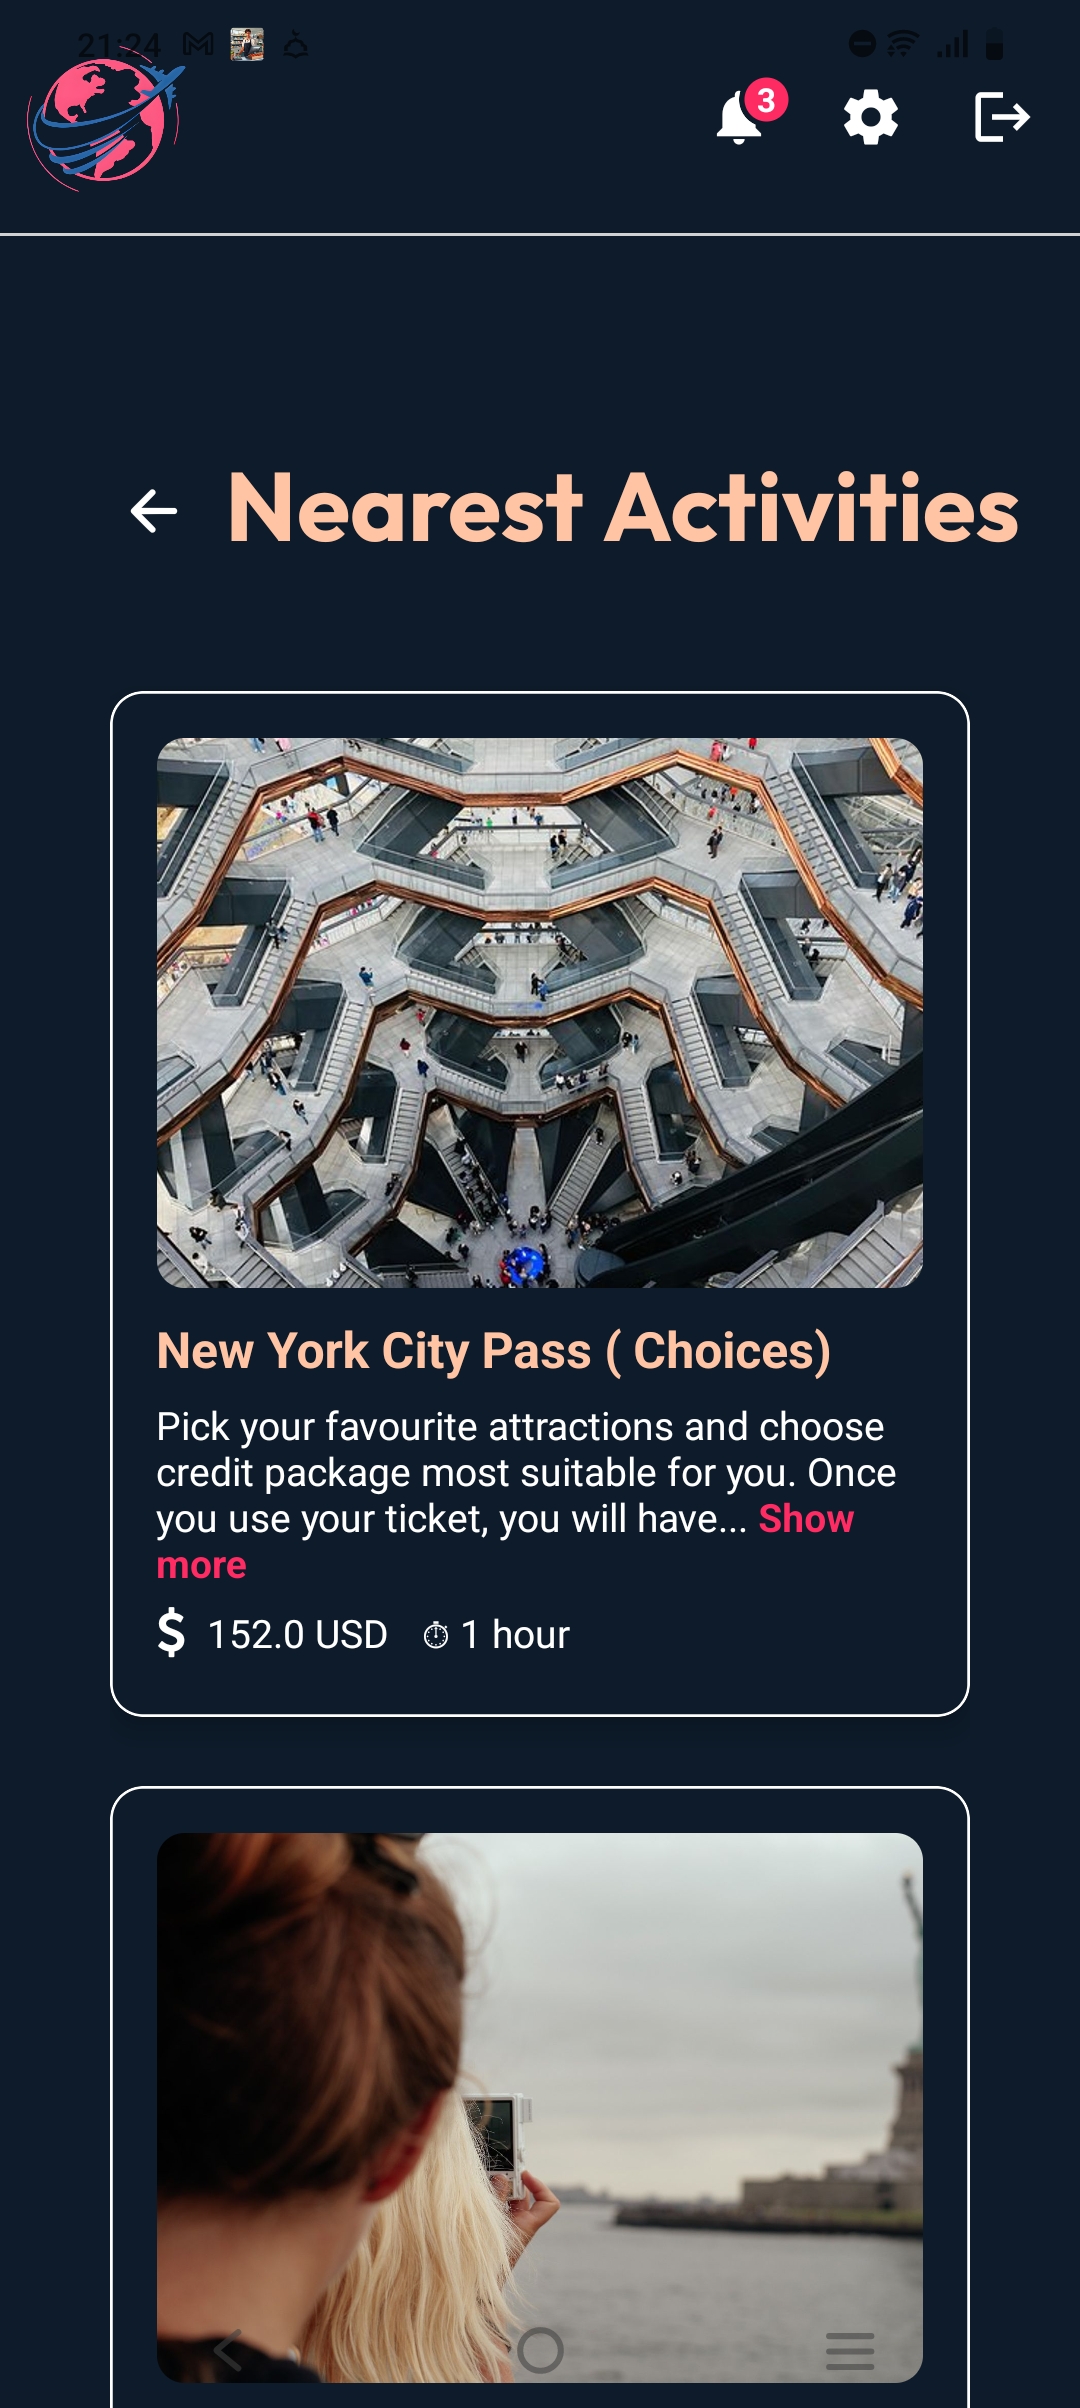 21:24
3
Nearest Activities
New York City Pass ( Choices)
Pick your favourite attractions and choose
credit package most suitable for you. Once
you use your ticket, you will have... Show
more
$ 152.0 USD 1 hour